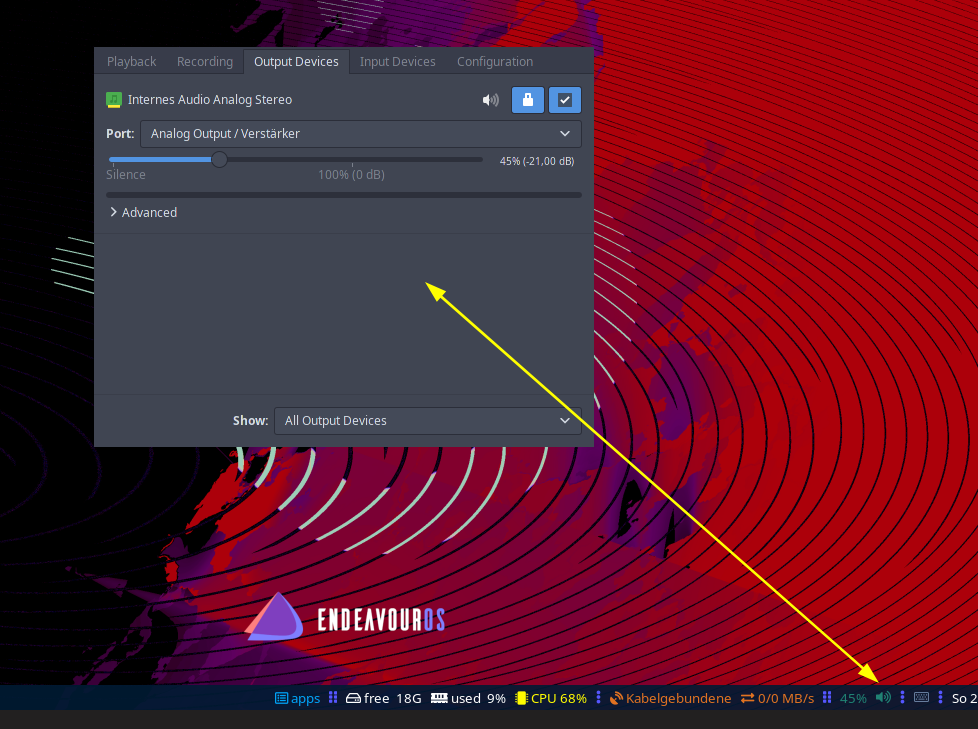 Playback Recording Output Devices Input Devices Configuration
Internes Audio Analog Stereo
Port: Analog Output / Verstärker
45% (-21,00 dB)
Silence 100% (0 dB)
Advanced
Show: All Output Devices
ENDEAVOUROS
apps free 18G used 9% CPU 68% Kabelgebundene 0/0 MB/s 45% So 2